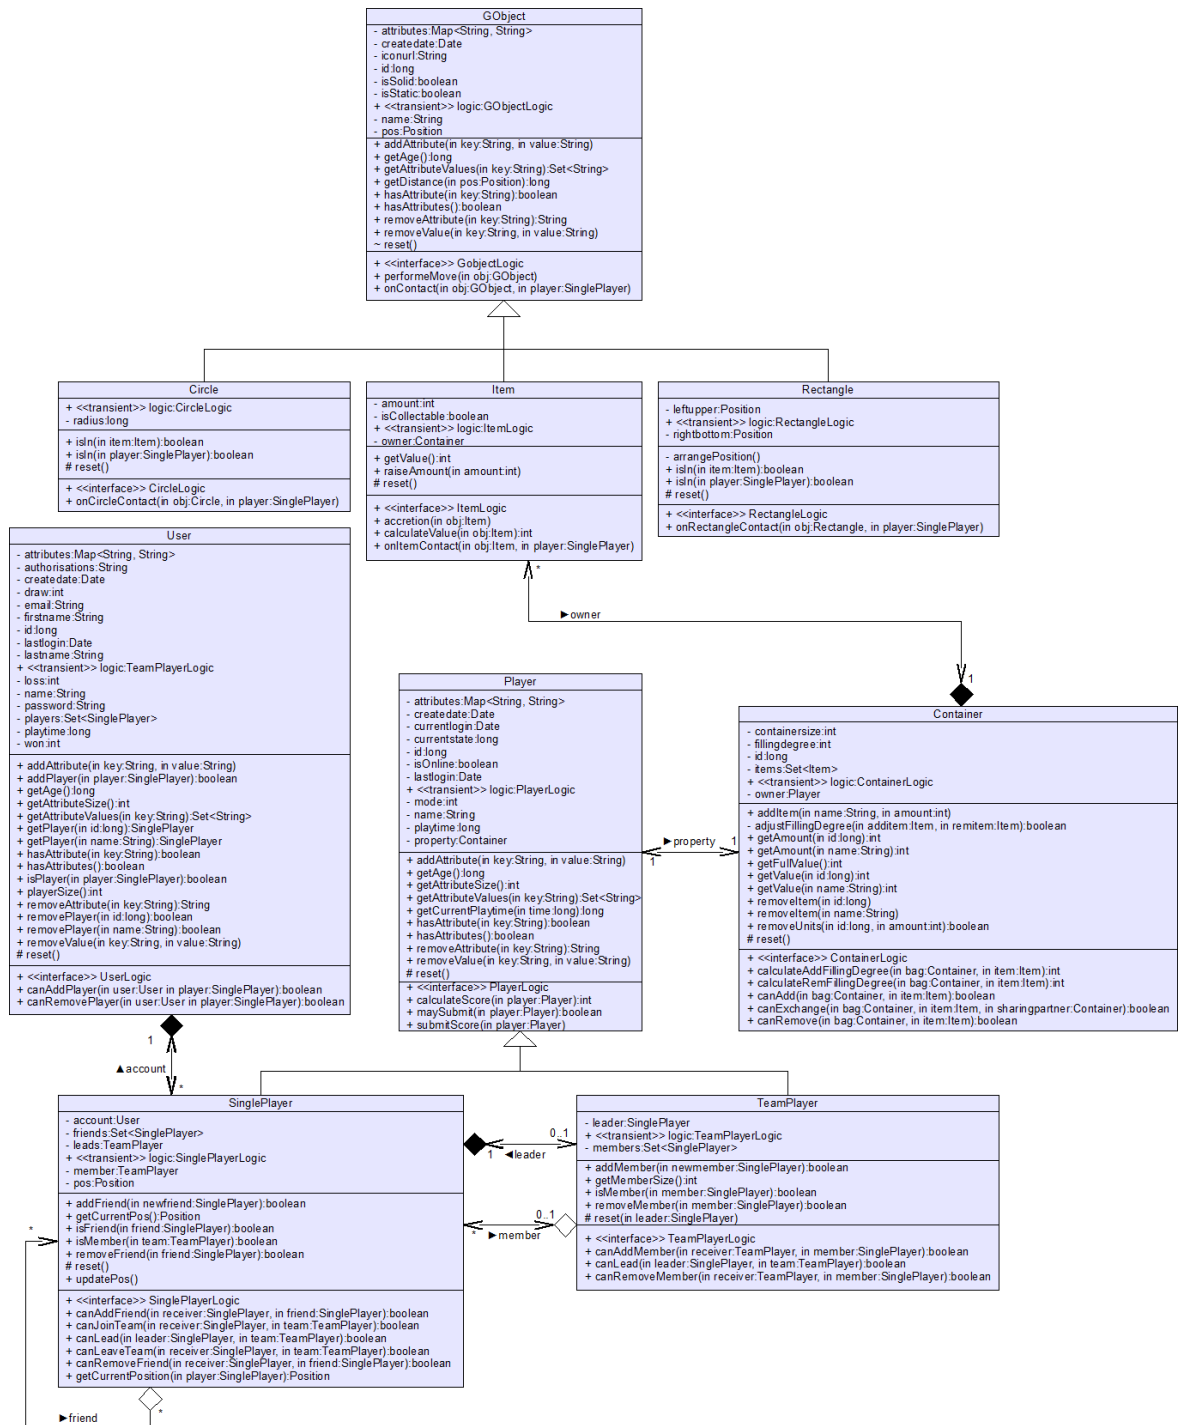 GObject
- attributes:Map<String, String>
- createdate:Date
- iconurl:String
- id:long
- isSolid:boolean
- isStatic:boolean
+ <<transient>> logic:GObjectLogic
- name:String
- pos:Position
+ addAttribute(in key:String, in value:String)
+ getAge():long
+ getAttributeValues(in key:String):Set<String>
+ getDistance(in pos:Position):long
+ hasAttribute(in key:String):boolean
+ hasAttributes():boolean
+ removeAttribute(in key:String):String
+ removeValue(in key:String, in value:String)
~ reset()
+ <<interface>> GobjectLogic
+ performeMove(in obj:GObject)
+ onContact(in obj:GObject, in player:SinglePlayer)
Circle
+ <<transient>> logic:CircleLogic
- radius:long
+ isIn(in item:Item):boolean
+ isIn(in player:SinglePlayer):boolean
# reset()
+ <<interface>> CircleLogic
+ onCircleContact(in obj:Circle, in player:SinglePlayer)
Item
- amount:int
- isCollectable:boolean
+ <<transient>> logic:ItemLogic
- owner:Container
+ getValue():int
+ raiseAmount(in amount:int)
# reset()
+ <<interface>> ItemLogic
+ accretion(in obj:Item)
+ calculateValue(in obj:Item):int
+ onItemContact(in obj:Item, in player:SinglePlayer)
Rectangle
- leftupper:Position
+ <<transient>> logic:RectangleLogic
- rightbottom:Position
- arrangePosition()
+ isIn(in item:Item):boolean
+ isIn(in player:SinglePlayer):boolean
# reset()
+ <<interface>> RectangleLogic
+ onRectangleContact(in obj:Rectangle, in player:SinglePlayer)
User
- attributes:Map<String, String>
- authorisations:String
- createdate:Date
- draw:int
- email:String
- firstname:String
- id:long
- lastlogin:Date
- lastname:String
+ <<transient>> logic:TeamPlayerLogic
- loss:int
- name:String
- password:String
- players:Set<SinglePlayer>
- playtime:long
- won:int
+ addAttribute(in key:String, in value:String)
+ addPlayer(in player:SinglePlayer):boolean
+ getAge():long
+ getAttributeSize():int
+ getAttributeValues(in key:String):Set<String>
+ getPlayer(in id:long):SinglePlayer
+ getPlayer(in name:String):SinglePlayer
+ hasAttribute(in key:String):boolean
+ hasAttributes():boolean
+ isPlayer(in player:SinglePlayer):boolean
+ playerSize():int
+ removeAttribute(in key:String):String
+ removePlayer(in id:long):boolean
+ removePlayer(in name:String):boolean
+ removeValue(in key:String, in value:String)
# reset()
+ <<interface>> UserLogic
+ canAddPlayer(in user:User in player:SinglePlayer):boolean
+ canRemovePlayer(in user:User in player:SinglePlayer):boolean
*
►owner
1
Player
- attributes:Map<String, String>
- createdate:Date
- currentlogin:Date
- currentstate:long
- id:long
- isOnline:boolean
- lastlogin:Date
+ <<transient>> logic:PlayerLogic
- mode:int
- name:String
- playtime:long
- property:Container
+ addAttribute(in key:String, in value:String)
+ getAge():long
+ getAttributeSize():int
+ getAttributeValues(in key:String):Set<String>
+ getCurrentPlaytime(in time:long):long
+ hasAttribute(in key:String):boolean
+ hasAttributes():boolean
+ removeAttribute(in key:String):String
+ removeValue(in key:String, in value:String)
# reset()
+ <<interface>> PlayerLogic
+ calculateScore(in player:Player):int
+ maySubmit(in player:Player):boolean
+ submitScore(in player:Player)
►property
1
1
Container
- containersize:int
- fillingdegree:int
- id:long
- items:Set<Item>
+ <<transient>> logic:ContainerLogic
- owner:Player
+ addItem(in name:String, in amount:int)
- adjustFillingDegree(in additem:Item, in remitem:Item):boolean
+ getAmount(in id:long):int
+ getAmount(in name:String):int
+ getFullValue():int
+ getValue(in id:long):int
+ getValue(in name:String):int
+ removeItem(in id:long)
+ removeItem(in name:String)
+ removeUnits(in id:long, in amount:int):boolean
# reset()
+ <<interface>> ContainerLogic
+ calculateAddFillingDegree(in bag:Container, in item:Item):int
+ calculateRemFillingDegree(in bag:Container, in item:Item):int
+ canAdd(in bag:Container, in item:Item):boolean
+ canExchange(in bag:Container, in item:Item, in sharingpartner:Container):boolean
+ canRemove(in bag:Container, in item:Item):boolean
1
▲account
*
SinglePlayer
- account:User
- friends:Set<SinglePlayer>
- leads:TeamPlayer
+ <<transient>> logic:SinglePlayerLogic
- member:TeamPlayer
- pos:Position
+ addFriend(in newfriend:SinglePlayer):boolean
+ getCurrentPos():Position
+ isFriend(in friend:SinglePlayer):boolean
+ isMember(in team:TeamPlayer):boolean
+ removeFriend(in friend:SinglePlayer):boolean
# reset()
+ updatePos()
+ <<interface>> SinglePlayerLogic
+ canAddFriend(in receiver:SinglePlayer, in friend:SinglePlayer):boolean
+ canJoinTeam(in receiver:SinglePlayer, in team:TeamPlayer):boolean
+ canLead(in leader:SinglePlayer, in team:TeamPlayer):boolean
+ canLeaveTeam(in receiver:SinglePlayer, in team:TeamPlayer):boolean
+ canRemoveFriend(in receiver:SinglePlayer, in friend:SinglePlayer):boolean
+ getCurrentPosition(in player:SinglePlayer):Position
0..1
1
◄leader
0..1
*
►member
TeamPlayer
- leader:SinglePlayer
+ <<transient>> logic:TeamPlayerLogic
- members:Set<SinglePlayer>
+ addMember(in newmember:SinglePlayer):boolean
+ getMemberSize():int
+ isMember(in member:SinglePlayer):boolean
+ removeMember(in member:SinglePlayer):boolean
# reset(in leader:SinglePlayer)
+ <<interface>> TeamPlayerLogic
+ canAddMember(in receiver:TeamPlayer, in member:SinglePlayer):boolean
+ canLead(in leader:SinglePlayer, in team:TeamPlayer):boolean
+ canRemoveMember(in receiver:TeamPlayer, in member:SinglePlayer):boolean
*
*
►friend